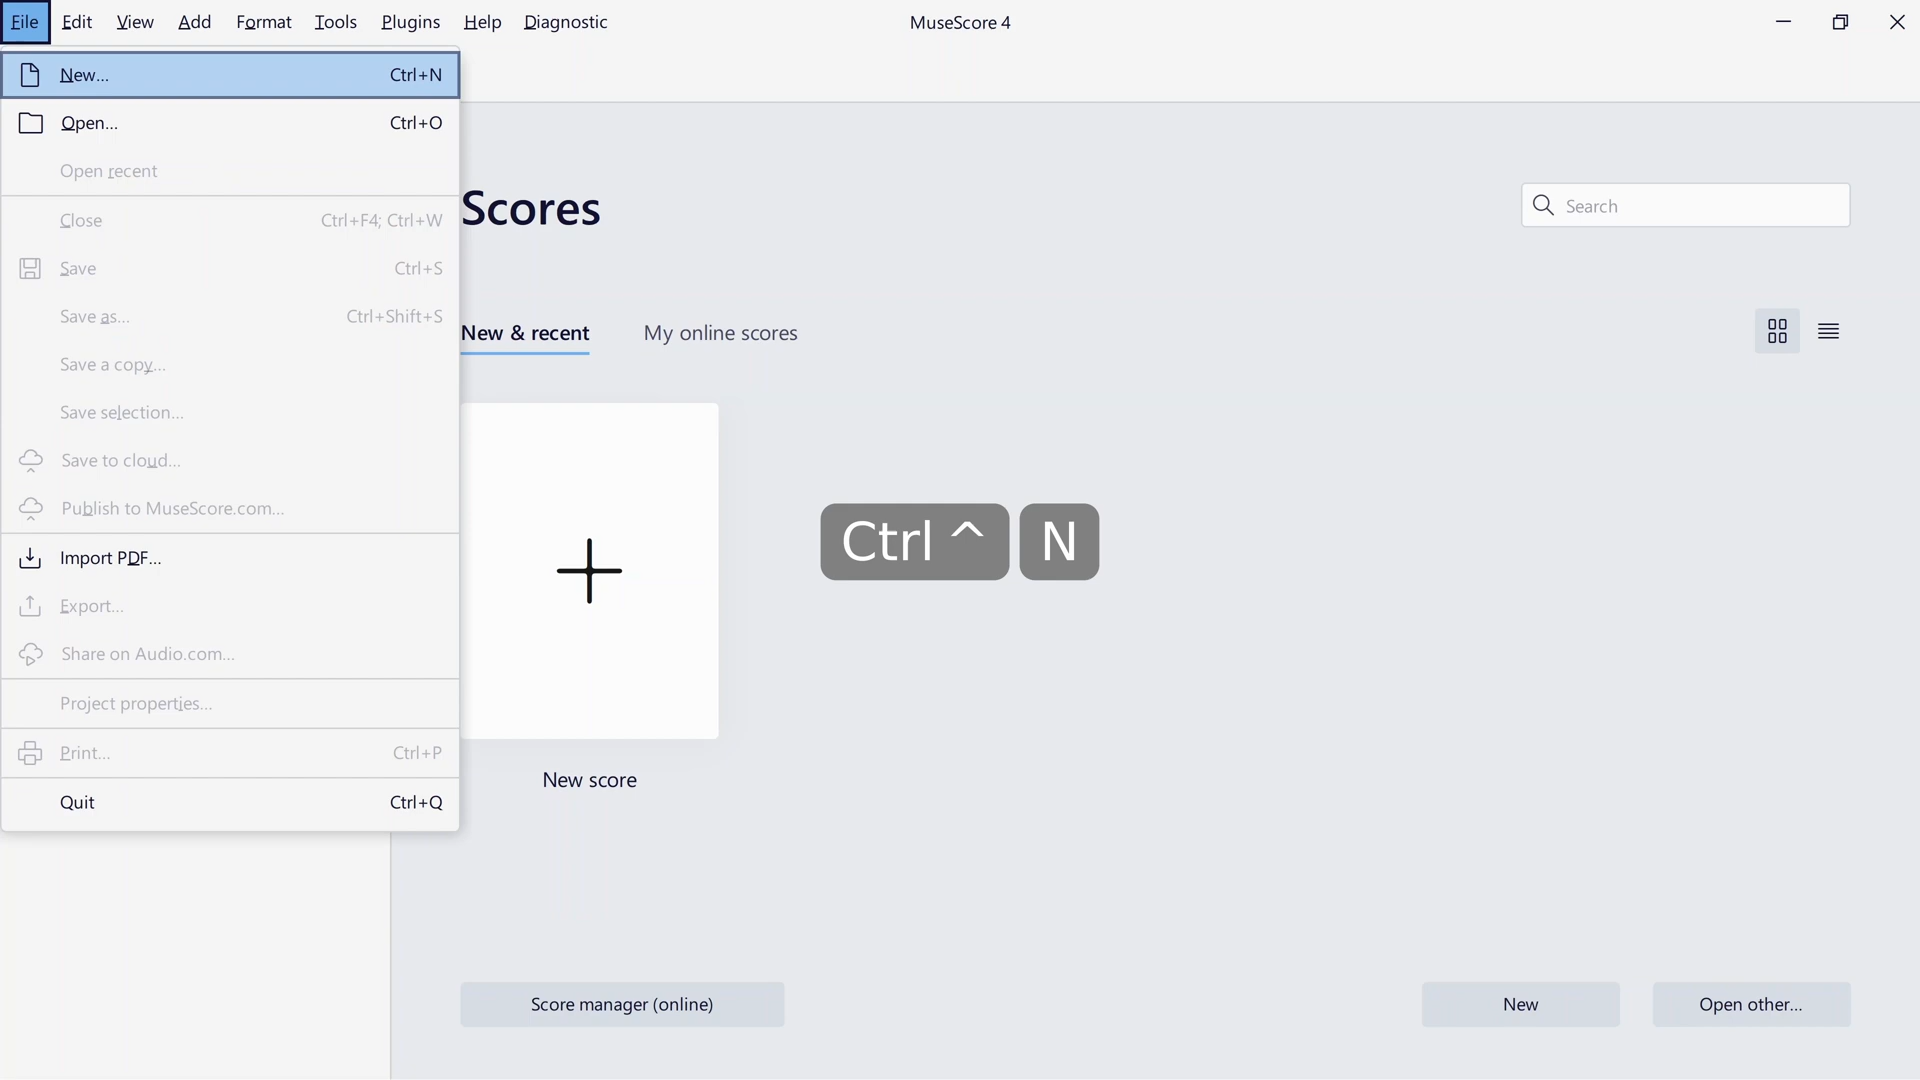 File Edit View Add Format Tools Plugins Help Diagnostic MuseScore 4
New... Ctrl+N
Open... Ctrl+O
Open recent
Close Ctrl+F4; Ctrl+W
Save Ctrl+S
Save as... Ctrl+Shift+S
Save a copy...
Save selection...
Save to cloud...
Publish to MuseScore.com...
Import PDF...
Export...
Share on Audio.com...
Project properties...
Print... Ctrl+P
Quit Ctrl+Q
Scores
Search
New & recent My online scores
Ctrl ^ N
New score
Score manager (online) New Open other...